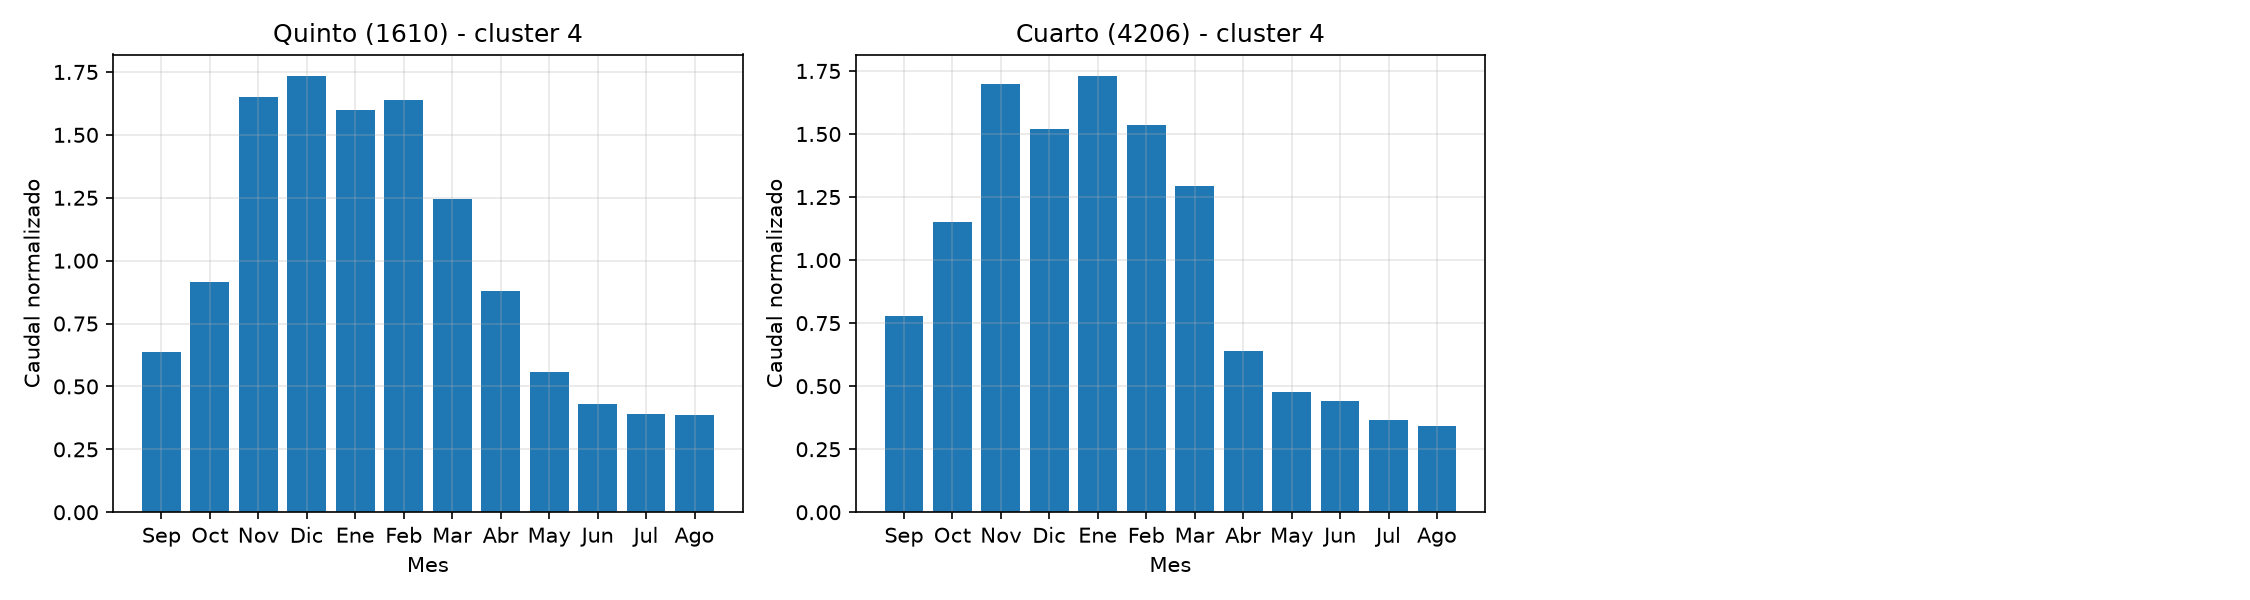 Quinto (1610) - cluster 4
Caudal normalizado
1.75
1.50
1.25
1.00
0.75
0.50
0.25
0.00
Sep Oct Nov Dic Ene Feb Mar Abr May Jun Jul Ago
Mes
Cuarto (4206) - cluster 4
Caudal normalizado
1.75
1.50
1.25
1.00
0.75
0.50
0.25
0.00
Sep Oct Nov Dic Ene Feb Mar Abr May Jun Jul Ago
Mes